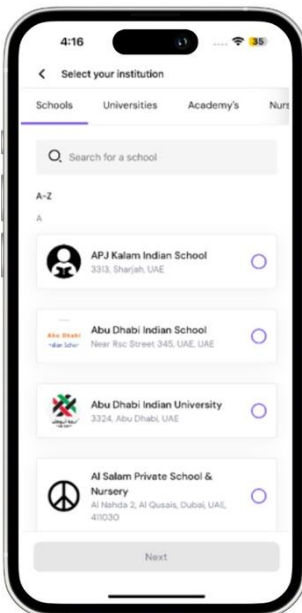 4:16
35
Select your institution
Schools Universities Academy's Nurs
Search for a school
A-Z
A
APJ Kalam Indian School
3313, Sharjah, UAE
Abu Dhabi Indian School
Near Rsc Street 345, UAE, UAE
Abu Dhabi
Abu Dhabi Indian University
3324, Abu Dhabi, UAE
Al Salam Private School &
Nursery
Al Nahda 2, Al Qusais, Dubai, UAE,
411030
Next